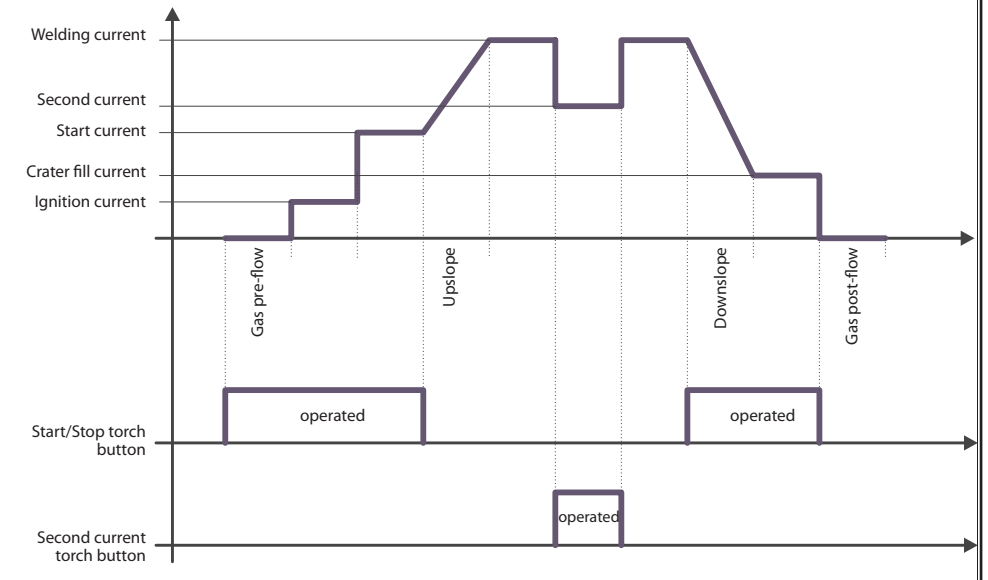 Welding current
Second current
Start current
Crater fill current
Ignition current
Gas pre-flow
Upslope
Downslope
Gas post-flow
operated
operated
Start/Stop torch
button
operated
Second current
torch button